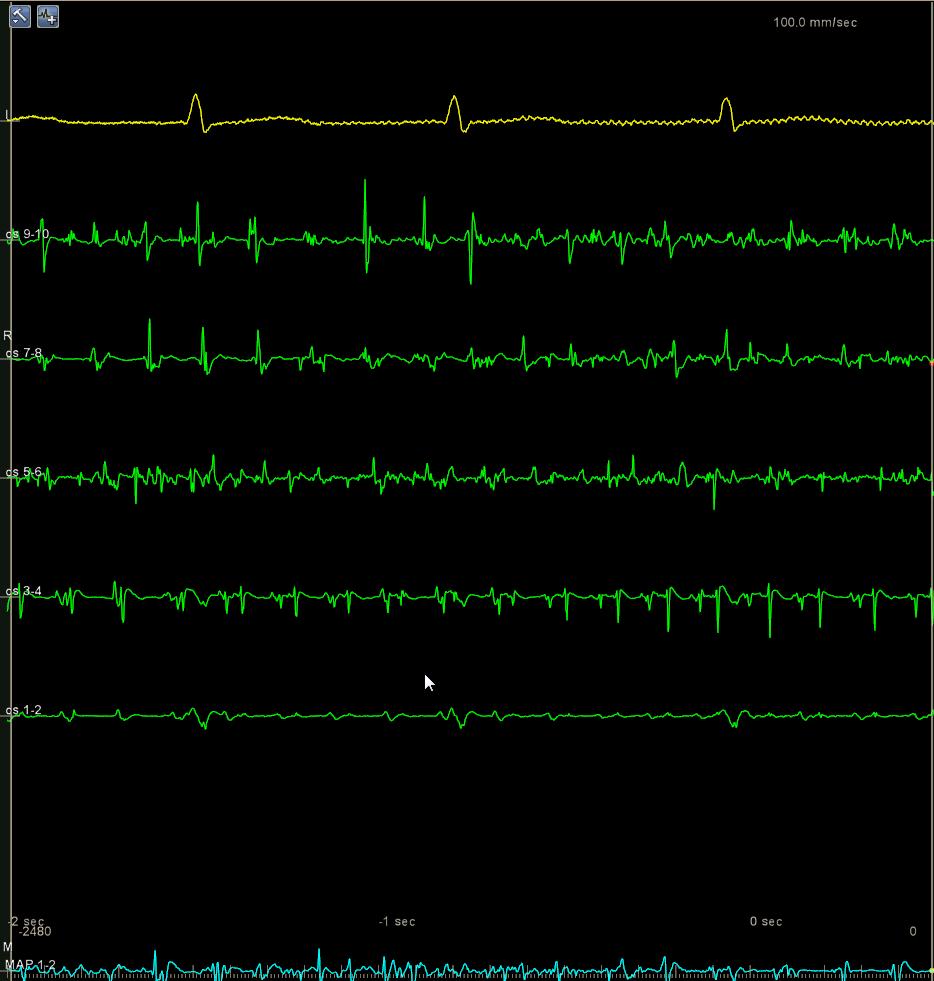 100.0 mm/sec
I
cs 9-10
R
cs 7-8
cs 5-6
cs 3-4
cs 1-2
-2 sec
-1 sec
0 sec
-2480
0
M
MAP 1-2